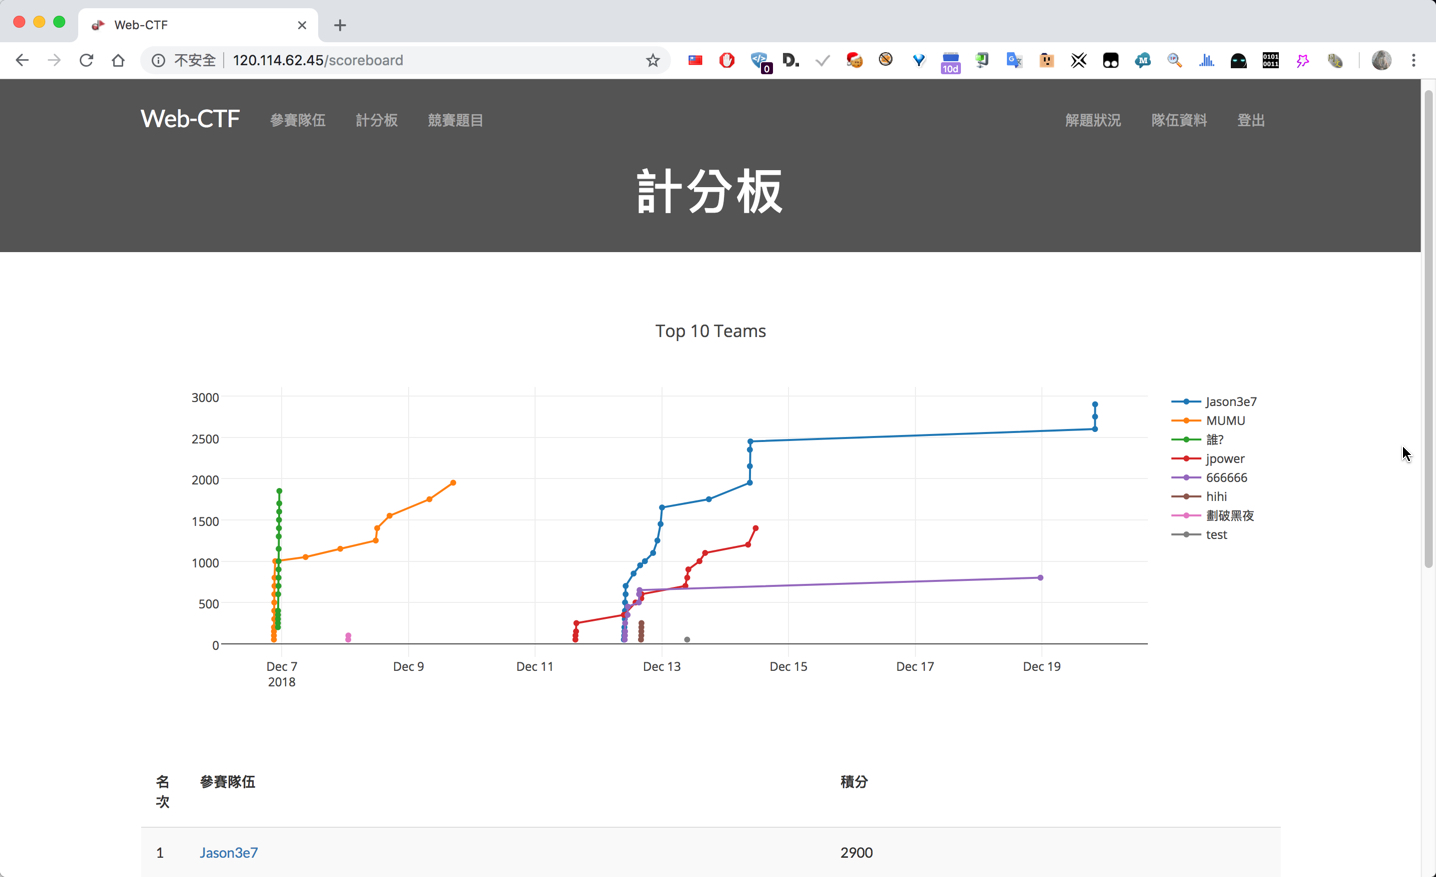 Web-CTF
不安全 120.114.62.45/scoreboard
0
10d
0101
0011
Web-CTF 參賽隊伍 計分板 競賽題目 解題狀況 隊伍資料 登出
計分板
Top 10 Teams
3000
2500
2000
1500
1000
500
0
Dec 7
2018
Dec 9
Dec 11
Dec 13
Dec 15
Dec 17
Dec 19
Jason3e7
MUMU
誰?
jpower
666666
hihi
劃破黑夜
test
名次 參賽隊伍 積分
1 Jason3e7 2900